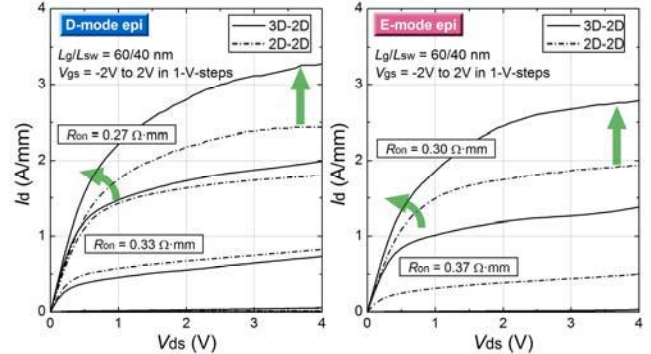 D-mode epi
3D-2D
2D-2D
Lg/Lsw = 60/40 nm
Vgs = -2V to 2V in 1-V-steps
Ron = 0.27 Ω·mm
Ron = 0.33 Ω·mm
Id (A/mm)
4
3
2
1
0
0 1 2 3 4
Vds (V)
E-mode epi
3D-2D
2D-2D
Lg/Lsw = 60/40 nm
Vgs = -2V to 2V in 1-V-steps
Ron = 0.30 Ω·mm
Ron = 0.37 Ω·mm
Id (A/mm)
4
3
2
1
0
0 1 2 3 4
Vds (V)